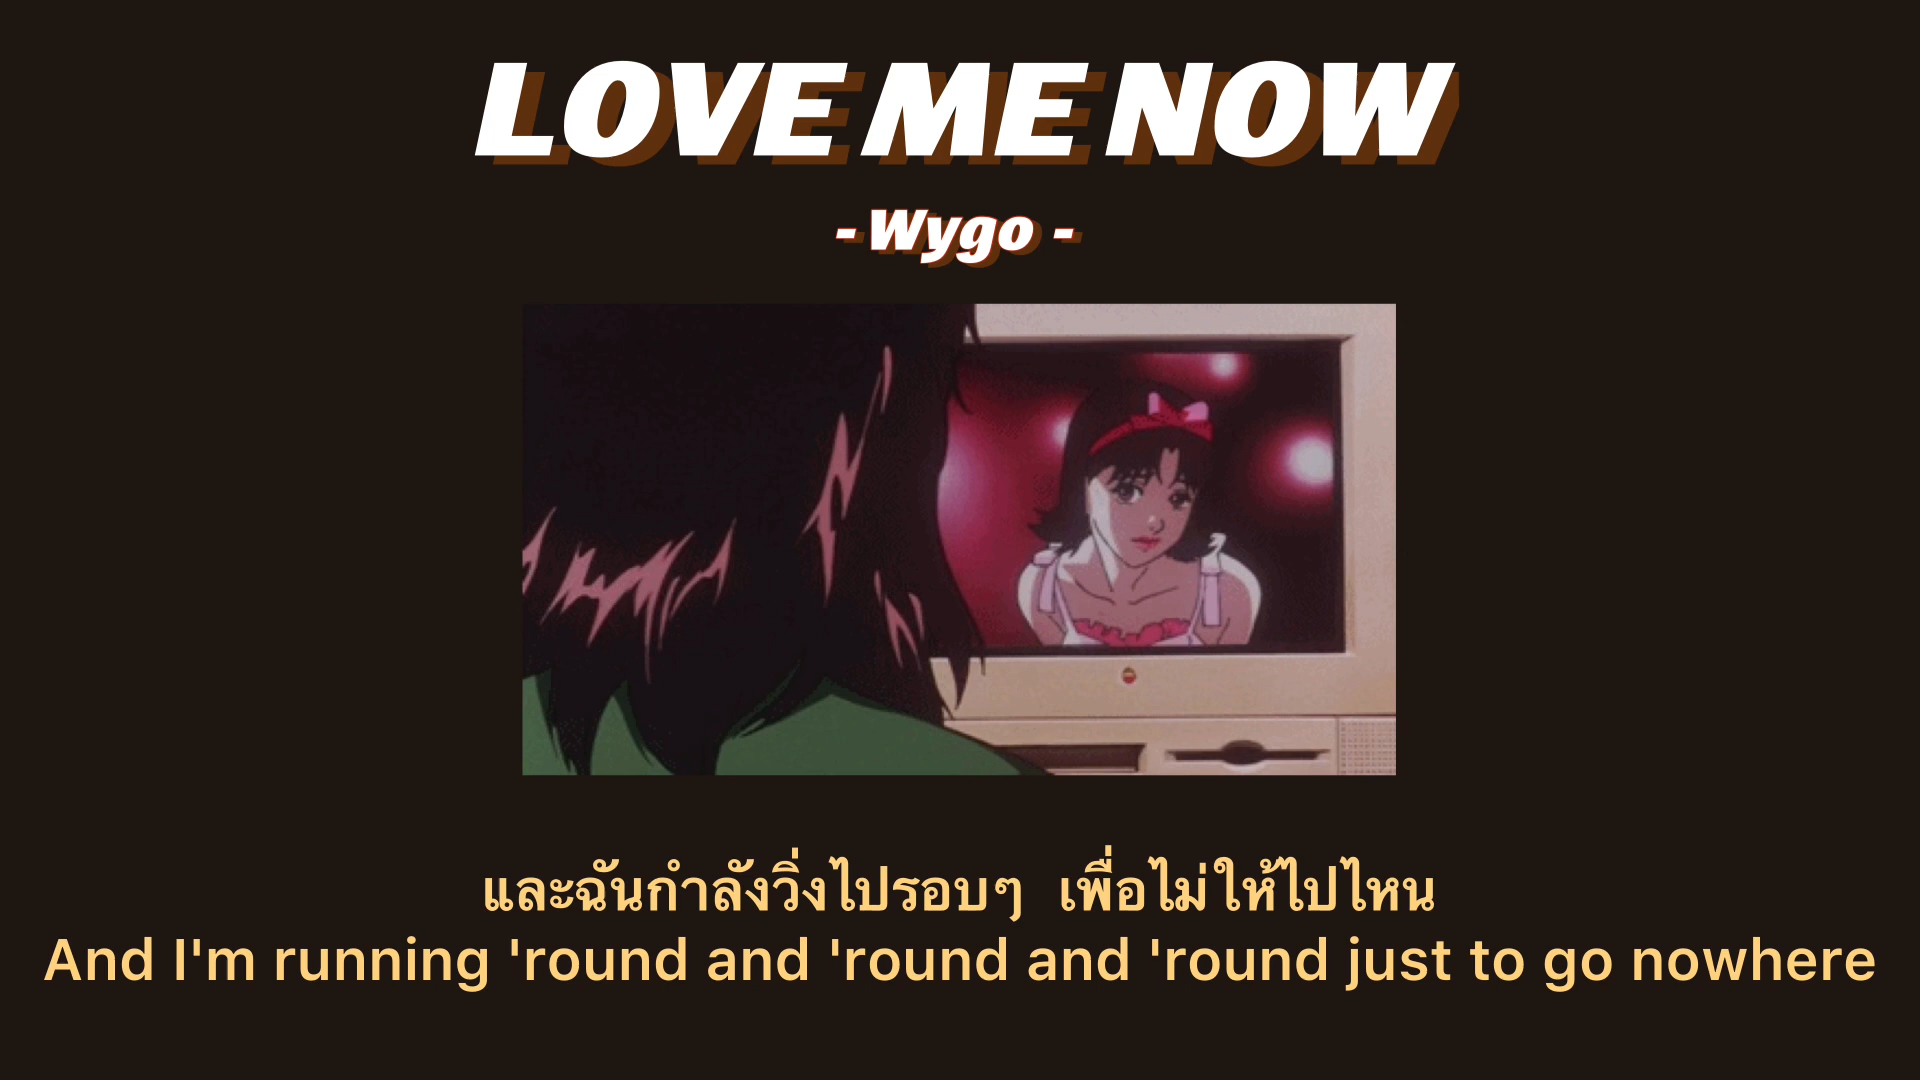 LOVE ME NOW
- Wygo -
และฉันกำลังวิ่งไปรอบๆ เพื่อไม่ให้ไปไหน
And I'm running 'round and 'round and 'round just to go nowhere